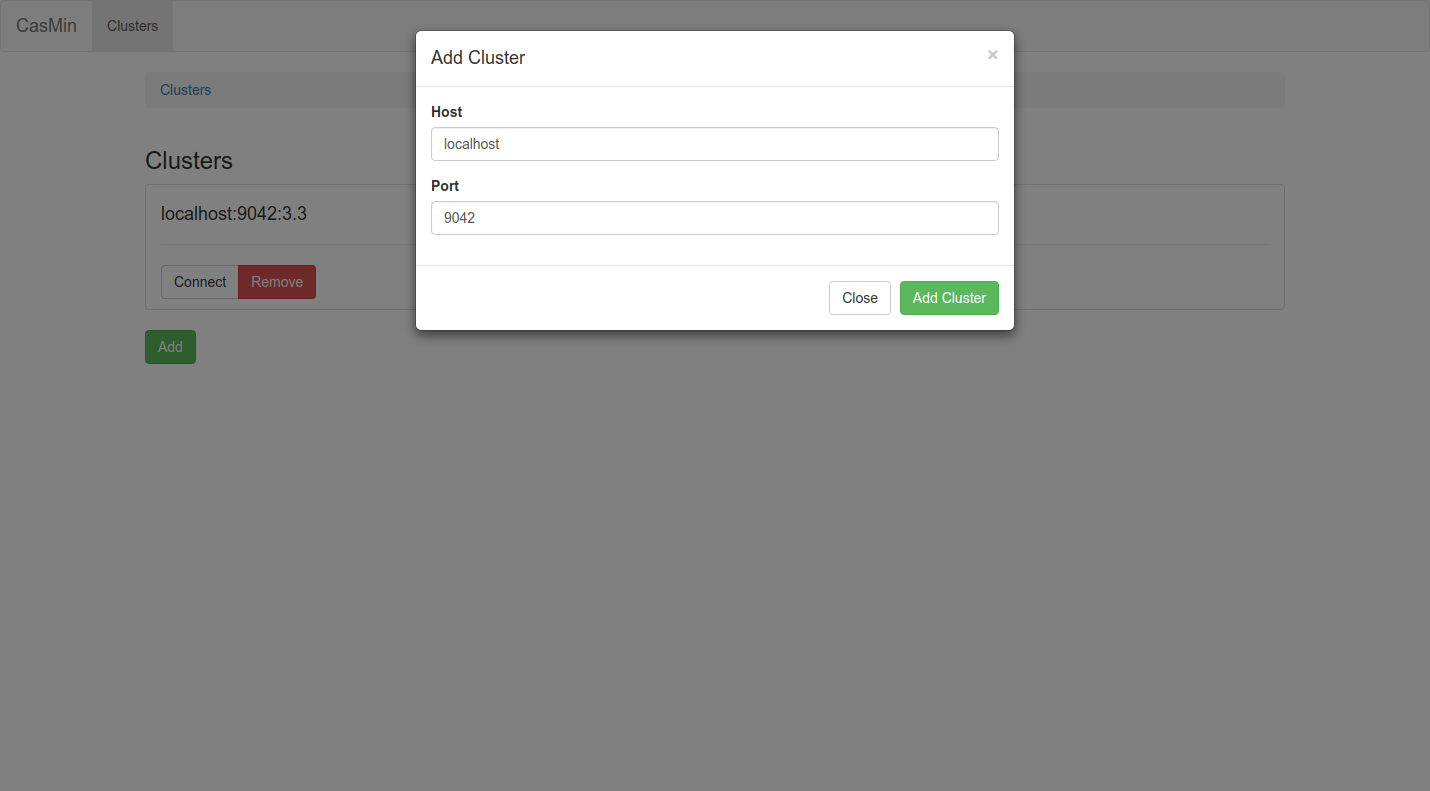 CasMin Clusters
Clusters
Clusters
localhost:9042:3.3
Connect Remove
Add
Add Cluster ×
Host
localhost
Port
9042
Close Add Cluster